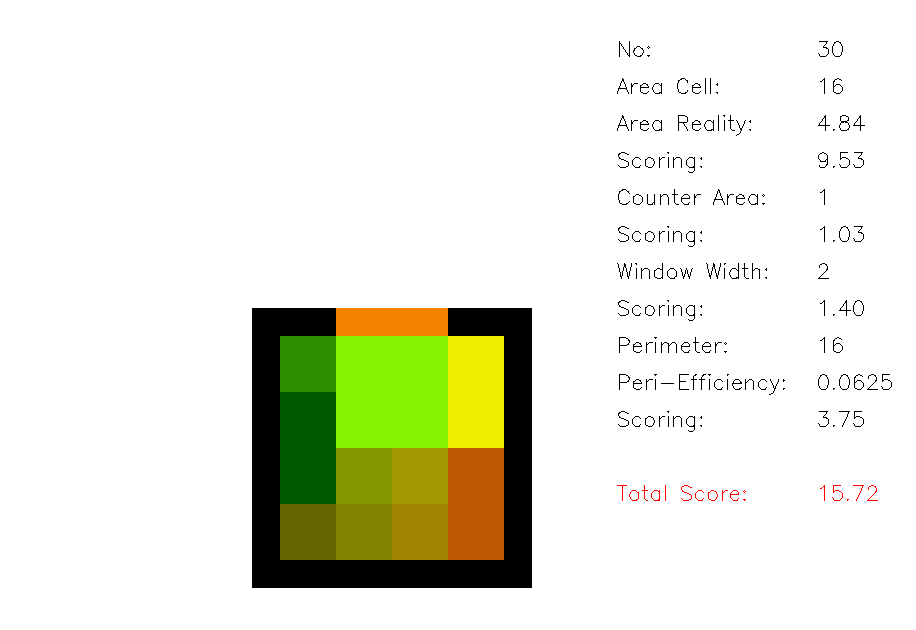 No: 30
Area Cell: 16
Area Reality: 4.84
Scoring: 9.53
Counter Area: 1
Scoring: 1.03
Window Width: 2
Scoring: 1.40
Perimeter: 16
Peri-Efficiency: 0.0625
Scoring: 3.75
Total Score: 15.72